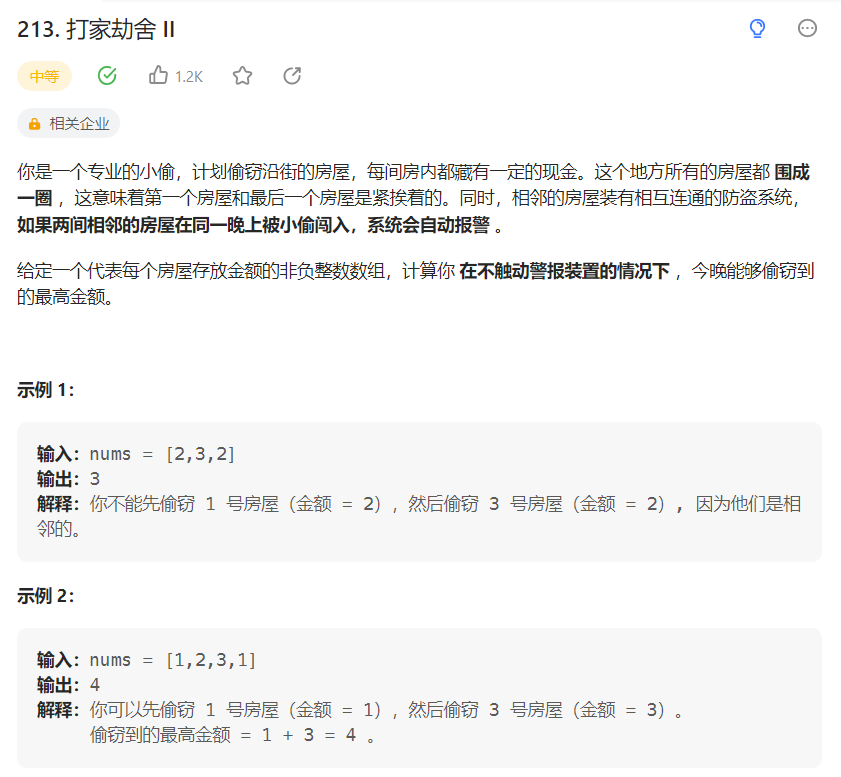 213. 打家劫舍 II
中等 1.2K
相关企业
你是一个专业的小偷，计划偷窃沿街的房屋，每间房内都藏有一定的现金。这个地方所有的房屋都 围成
一圈 ，这意味着第一个房屋和最后一个房屋是紧挨着的。同时，相邻的房屋装有相互连通的防盗系统，
如果两间相邻的房屋在同一晚上被小偷闯入，系统会自动报警 。
给定一个代表每个房屋存放金额的非负整数数组，计算你 在不触动警报装置的情况下 ，今晚能够偷窃到
的最高金额。
示例 1：
输入：nums = [2,3,2]
输出：3
解释：你不能先偷窃 1 号房屋（金额 = 2），然后偷窃 3 号房屋（金额 = 2）, 因为他们是相
邻的。
示例 2：
输入：nums = [1,2,3,1]
输出：4
解释：你可以先偷窃 1 号房屋（金额 = 1），然后偷窃 3 号房屋（金额 = 3）。
偷窃到的最高金额 = 1 + 3 = 4 。